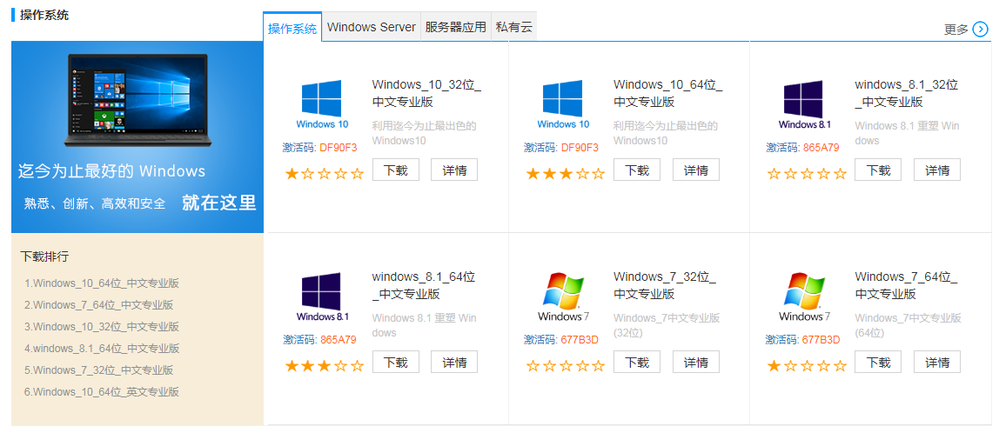 操作系统
操作系统
Windows Server
服务器应用
私有云
更多
迄今为止最好的 Windows
熟悉、创新、高效和安全 就在这里
下载排行
1.Windows_10_64位_中文专业版
2.Windows_7_64位_中文专业版
3.Windows_10_32位_中文专业版
4.windows_8.1_64位_中文专业版
5.Windows_7_32位_中文专业版
6.Windows_10_64位_英文专业版
Windows 10
激活码: DF90F3
Windows_10_32位_
中文专业版
利用迄今为止最出色的
Windows10
下载 详情
Windows 10
激活码: DF90F3
Windows_10_64位_
中文专业版
利用迄今为止最出色的
Windows10
下载 详情
Windows 8.1
激活码: 865A79
windows_8.1_32位
_中文专业版
Windows 8.1 重塑 Win
dows
下载 详情
Windows 8.1
激活码: 865A79
windows_8.1_64位
_中文专业版
Windows 8.1 重塑 Win
dows
下载 详情
Windows 7
激活码: 677B3D
Windows_7_32位_
中文专业版
Windows_7中文专业版
(32位)
下载 详情
Windows 7
激活码: 677B3D
Windows_7_64位_
中文专业版
Windows_7中文专业版
(64位)
下载 详情